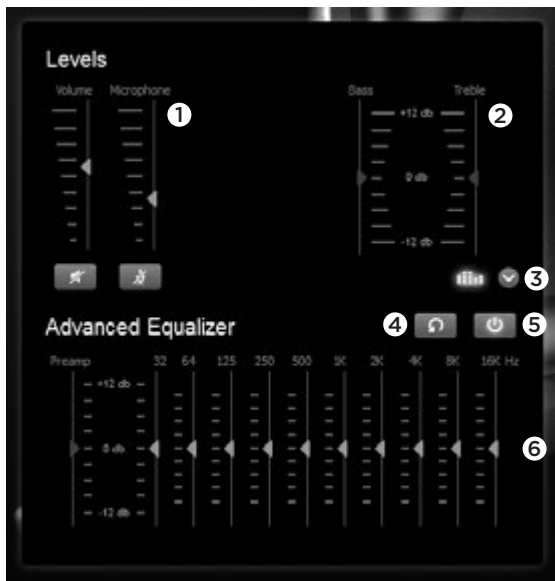 Levels
Volume Microphone Bass Treble
1 2
+12 db
0 db
-12 db
3
Advanced Equalizer 4 5
Preamp 32 64 125 250 500 1K 2K 4K 8K 16K Hz
+12 db
0 db 6
-12 db